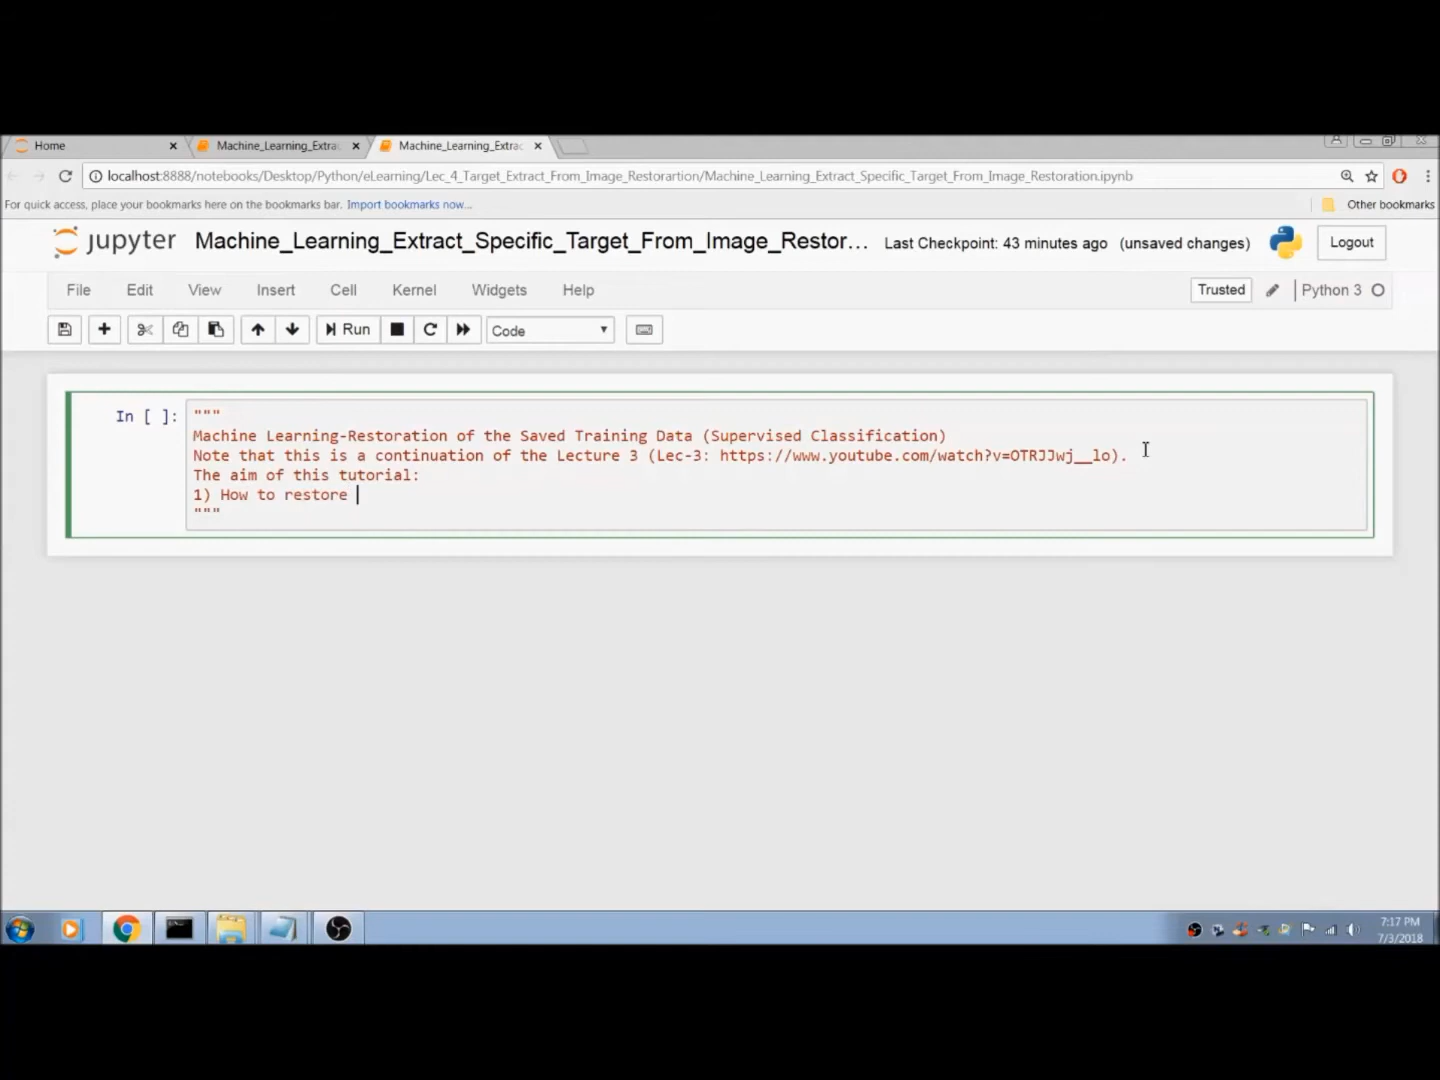 Home
Machine_Learning_Extra
Machine_Learning_Extrac
localhost:8888/notebooks/Desktop/Python/eLearning/Lec_4_Target_Extract_From_Image_Restorartion/Machine_Learning_Extract_Specific_Target_From_Image_Restoration.ipynb
For quick access, place your bookmarks here on the bookmarks bar. Import bookmarks now...
Other bookmarks
jupyter Machine_Learning_Extract_Specific_Target_From_Image_Restor... Last Checkpoint: 43 minutes ago (unsaved changes) Logout
File Edit View Insert Cell Kernel Widgets Help Trusted Python 3
Run Code
In [ ]: """
Machine Learning-Restoration of the Saved Training Data (Supervised Classification)
Note that this is a continuation of the Lecture 3 (Lec-3: https://www.youtube.com/watch?v=OTRJJwj__lo).
The aim of this tutorial:
1) How to restore
"""
7:17 PM
7/3/2018